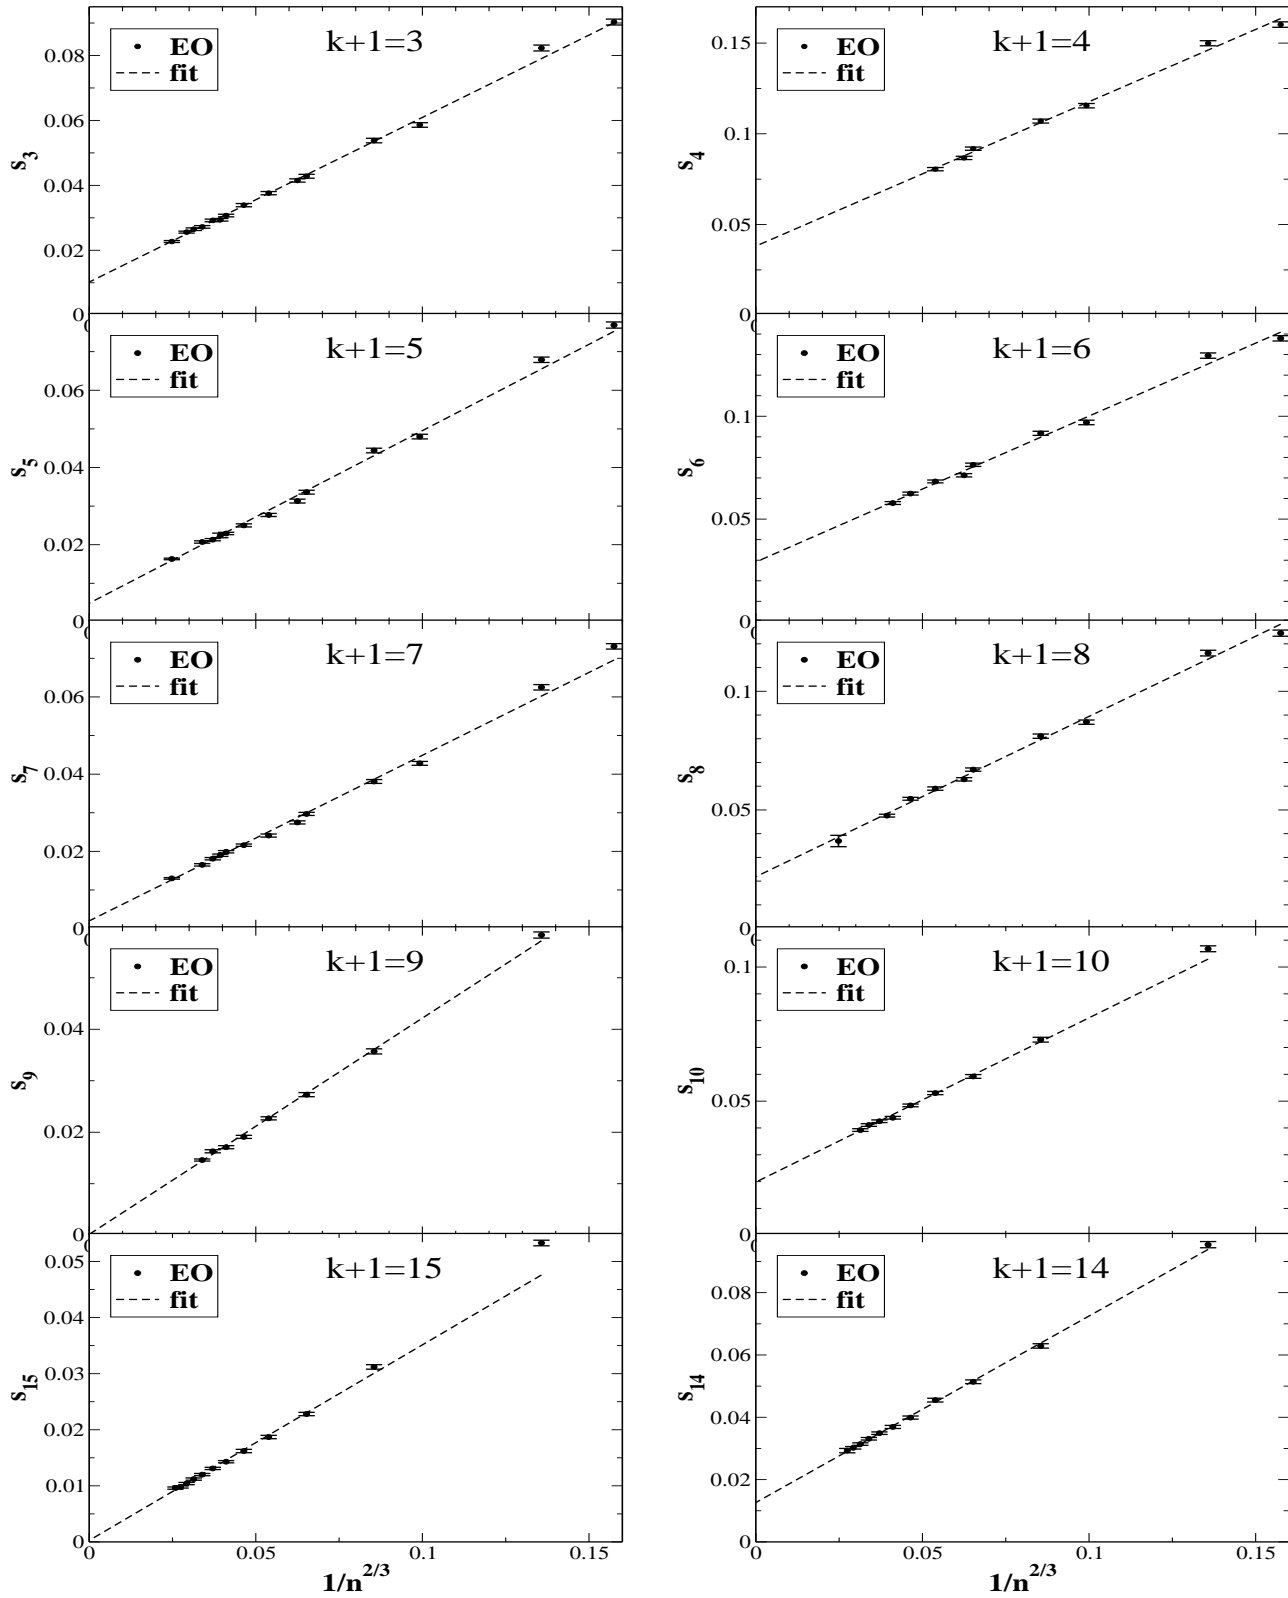 EO
fit
k+1=3
0.08
0.06
0.04
0.02
0
s3
EO
fit
k+1=4
0.15
0.1
0.05
0
s4
EO
fit
k+1=5
0.06
0.04
0.02
0
s5
EO
fit
k+1=6
0.1
0.05
0
s6
EO
fit
k+1=7
0.06
0.04
0.02
0
s7
EO
fit
k+1=8
0.1
0.05
0
s8
EO
fit
k+1=9
0.04
0.02
0
s9
EO
fit
k+1=10
0.1
0.05
0
s10
EO
fit
k+1=15
0.05
0.04
0.03
0.02
0.01
0
s15
0 0.05 0.1 0.15
1/n^2/3
EO
fit
k+1=14
0.08
0.06
0.04
0.02
0
s14
0 0.05 0.1 0.15
1/n^2/3